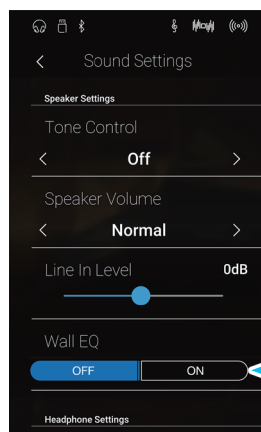 Sound Settings
Speaker Settings
Tone Control
Off
Speaker Volume
Normal
Line In Level 0dB
Wall EQ
OFF ON
Headphone Settings